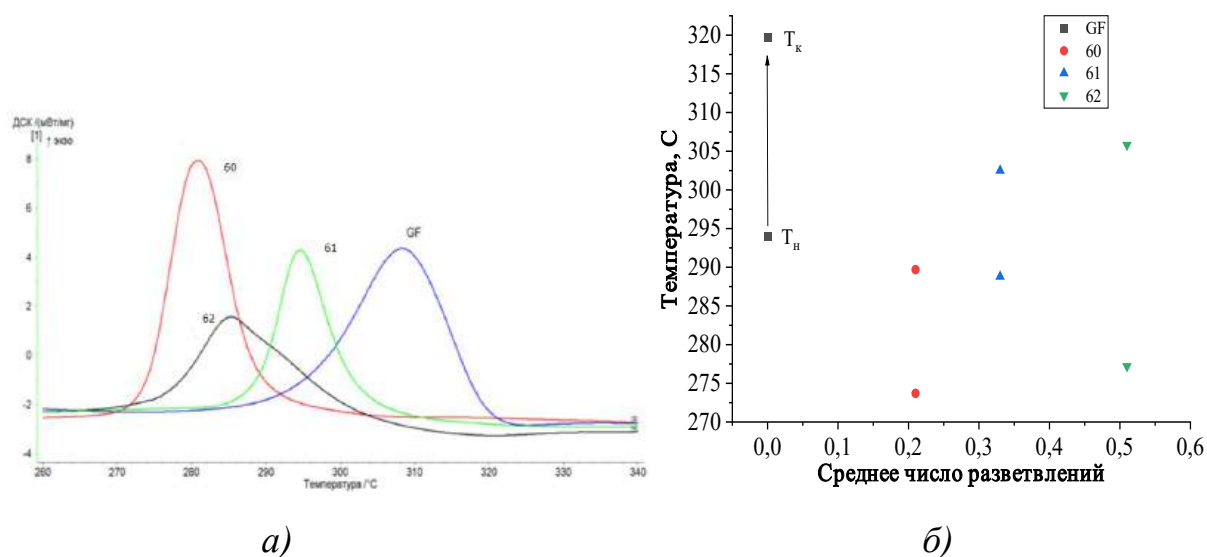 ДСК /(мВт/мг)
[1] ↑ экзо
8
6
4
2
0
-2
-4
60
61
GF
62
260 270 280 290 300 310 320 330 340
Температура /°C
а)
320
315
310
305
300
295
290
285
280
275
270
Температура, С
Tк
Tн
GF
60
61
62
0,0 0,1 0,2 0,3 0,4 0,5 0,6
Среднее число разветвлений
б)